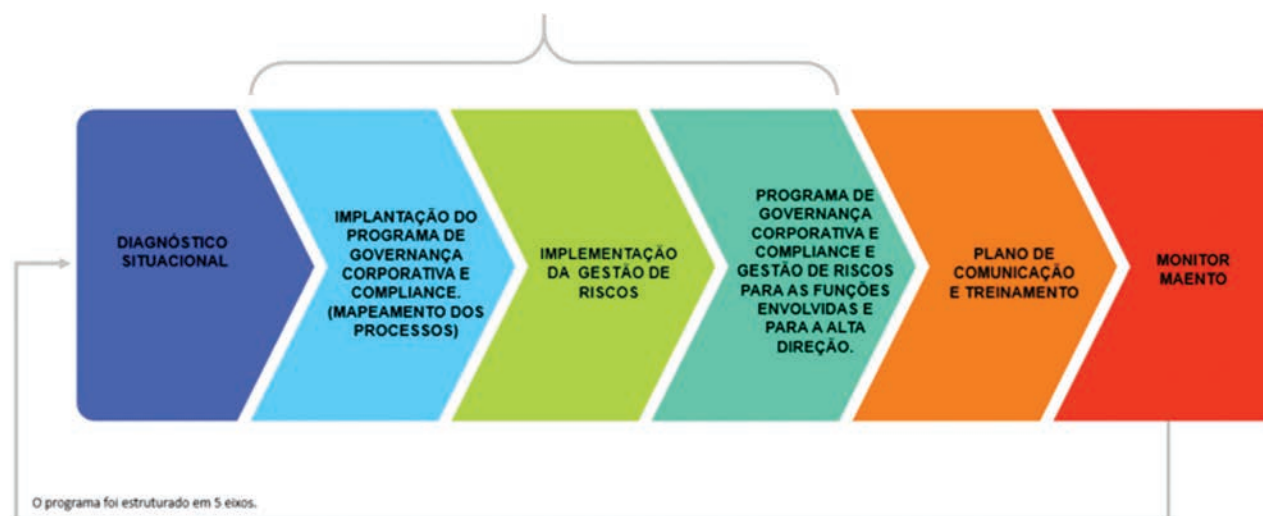 DIAGNÓSTICO
SITUACIONAL
IMPLANTAÇÃO DO
PROGRAMA DE
GOVERNANÇA
CORPORATIVA E
COMPLIANCE.
(MAPEAMENTO DOS
PROCESSOS)
IMPLEMENTAÇÃO
DA GESTÃO DE
RISCOS
PROGRAMA DE
GOVERNANÇA
CORPORATIVA E
COMPLIANCE E
GESTÃO DE RISCOS
PARA AS FUNÇÕES
ENVOLVIDAS E
PARA A ALTA
DIREÇÃO.
PLANO DE
COMUNICAÇÃO
E TREINAMENTO
MONITOR
MAENTO
O programa foi estruturado em 5 eixos.